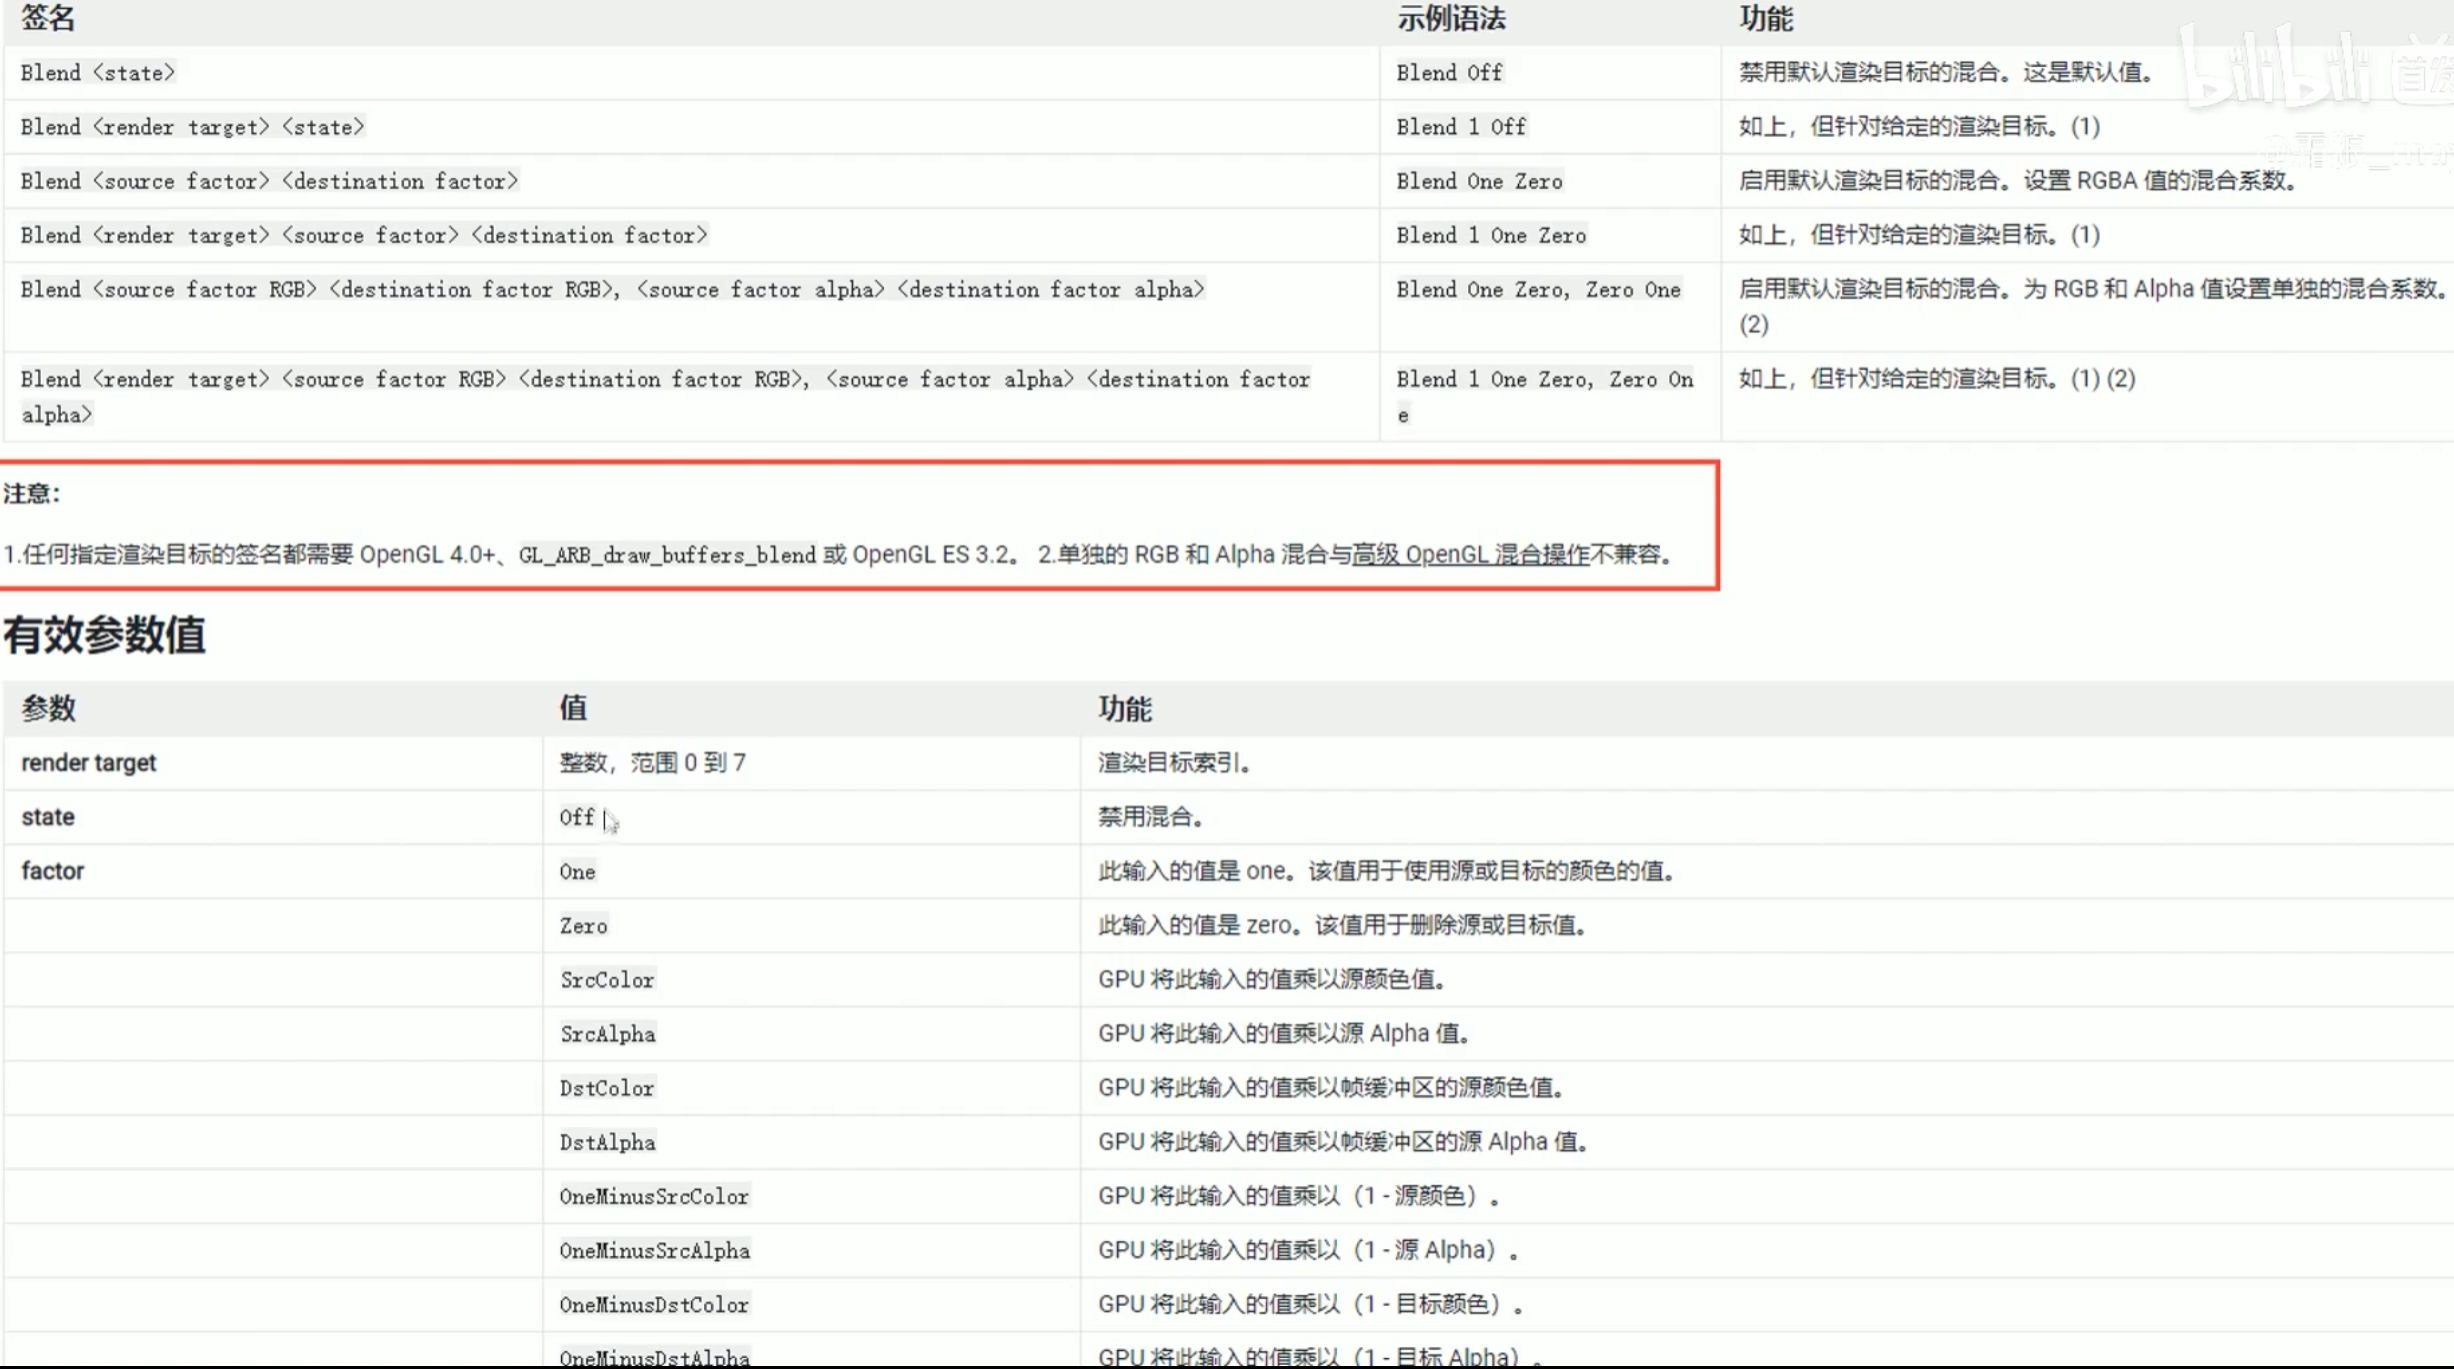 签名 示例语法 功能
Blend <state> Blend Off 禁用默认渲染目标的混合。这是默认值。
Blend <render target> <state> Blend 1 Off 如上，但针对给定的渲染目标。(1)
Blend <source factor> <destination factor> Blend One Zero 启用默认渲染目标的混合。设置 RGBA 值的混合系数。
Blend <render target> <source factor> <destination factor> Blend 1 One Zero 如上，但针对给定的渲染目标。(1)
Blend <source factor RGB> <destination factor RGB>, <source factor alpha> <destination factor alpha> Blend One Zero, Zero One 启用默认渲染目标的混合。为 RGB 和 Alpha 值设置单独的混合系数。
(2)
Blend <render target> <source factor RGB> <destination factor RGB>, <source factor alpha> <destination factor Blend 1 One Zero, Zero On 如上，但针对给定的渲染目标。(1) (2)
alpha> e
bilibili 首发
注意：
1.任何指定渲染目标的签名都需要 OpenGL 4.0+、GL_ARB_draw_buffers_blend 或 OpenGL ES 3.2。 2.单独的 RGB 和 Alpha 混合与高级 OpenGL 混合操作不兼容。
有效参数值
参数 值 功能
render target 整数，范围 0 到 7 渲染目标索引。
state Off 禁用混合。
factor One 此输入的值是 one。该值用于使用源或目标的颜色的值。
Zero 此输入的值是 zero。该值用于删除源或目标值。
SrcColor GPU 将此输入的值乘以源颜色值。
SrcAlpha GPU 将此输入的值乘以源 Alpha 值。
DstColor GPU 将此输入的值乘以帧缓冲区的源颜色值。
DstAlpha GPU 将此输入的值乘以帧缓冲区的源 Alpha 值。
OneMinusSrcColor GPU 将此输入的值乘以（1 - 源颜色）。
OneMinusSrcAlpha GPU 将此输入的值乘以（1 - 源 Alpha）。
OneMinusDstColor GPU 将此输入的值乘以（1 - 目标颜色）。
OneMinusDstAlpha GPU 将此输入的值乘以（1 - 目标 Alpha）。